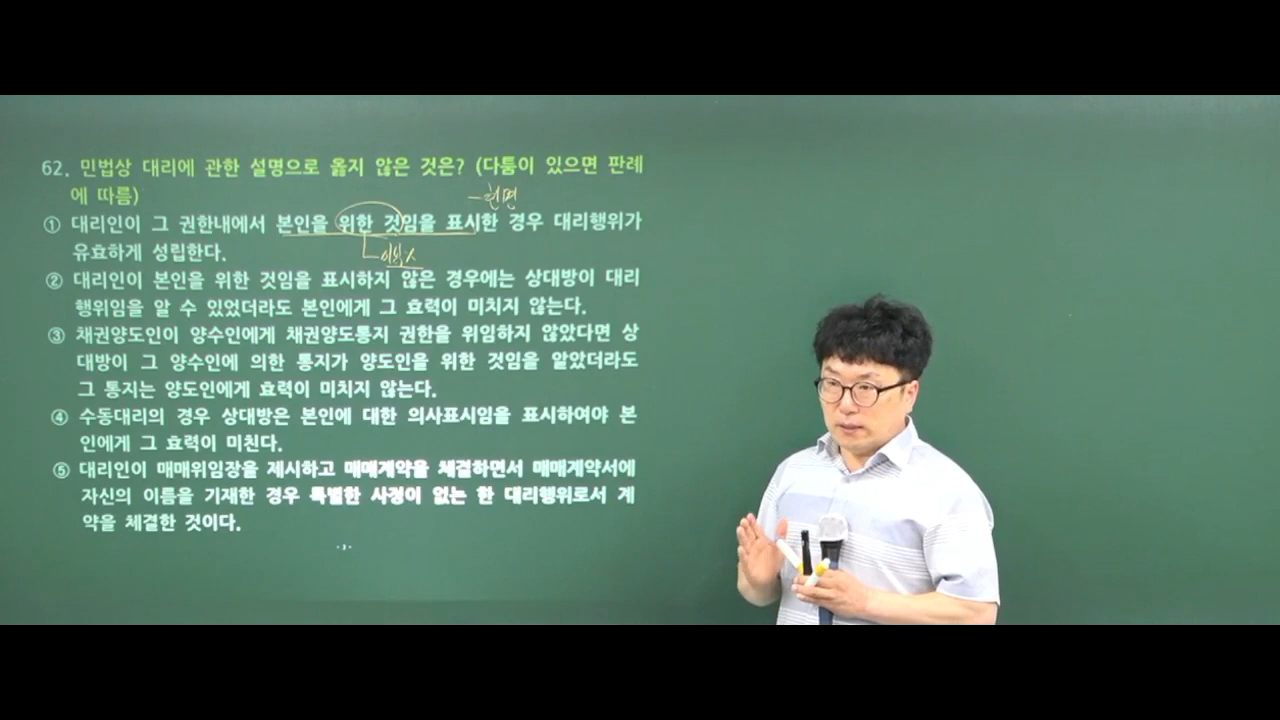 62. 민법상 대리에 관한 설명으로 옳지 않은 것은? (다툼이 있으면 판례
에 따름)
- 현명
① 대리인이 그 권한내에서 본인을 위한 것임을 표시한 경우 대리행위가
유효하게 성립한다.
② 대리인이 본인을 위한 것임을 표시하지 않은 경우에는 상대방이 대리
행위임을 알 수 있었더라도 본인에게 그 효력이 미치지 않는다.
③ 채권양도인이 양수인에게 채권양도통지 권한을 위임하지 않았다면 상
대방이 그 양수인에 의한 통지가 양도인을 위한 것임을 알았더라도
그 통지는 양도인에게 효력이 미치지 않는다.
④ 수동대리의 경우 상대방은 본인에 대한 의사표시임을 표시하여야 본
인에게 그 효력이 미친다.
⑤ 대리인이 매매위임장을 제시하고 매매계약을 체결하면서 매매계약서에
자신의 이름을 기재한 경우 특별한 사정이 없는 한 대리행위로서 계
약을 체결한 것이다.